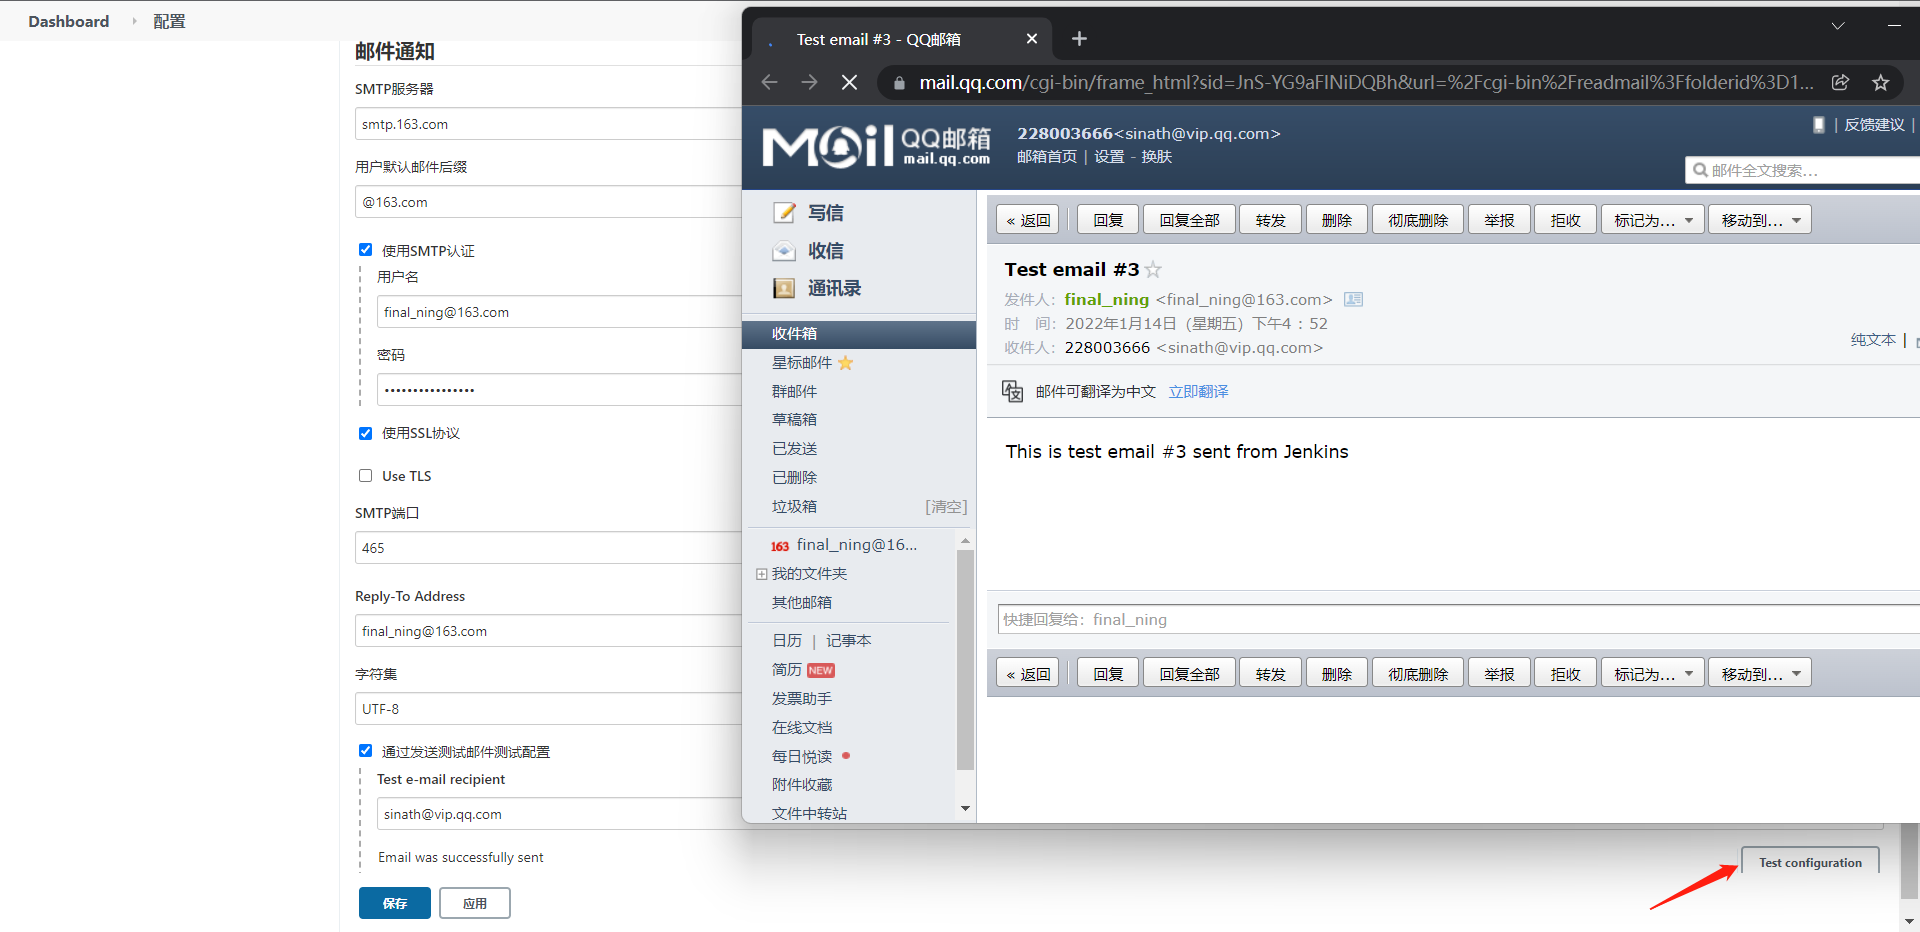 Dashboard
配置
邮件通知
SMTP服务器
smtp.163.com
用户默认邮件后缀
@163.com
使用SMTP认证
用户名
final_ning@163.com
密码
••••••••••••••••
使用SSL协议
Use TLS
SMTP端口
465
Reply-To Address
final_ning@163.com
字符集
UTF-8
通过发送测试邮件测试配置
Test e-mail recipient
sinath@vip.qq.com
Email was successfully sent
Test configuration
保存 应用
Test email #3 - QQ邮箱
mail.qq.com/cgi-bin/frame_html?sid=JnS-YG9aFINiDQBh&url=%2Fcgi-bin%2Freadmail%3Ffolderid%3D1...
Mail QQ邮箱
mail.qq.com
228003666<sinath@vip.qq.com>
邮箱首页 | 设置 - 换肤
| 反馈建议 |
邮件全文搜索...
写信
收信
通讯录
收件箱
星标邮件
群邮件
草稿箱
已发送
已删除
垃圾箱 [清空]
163 final_ning@16...
我的文件夹
其他邮箱
日历 | 记事本
简历 NEW
发票助手
在线文档
每日悦读
附件收藏
文件中转站
« 返回 回复 回复全部 转发 删除 彻底删除 举报 拒收 标记为... 移动到...
Test email #3
发件人: final_ning <final_ning@163.com>
时 间: 2022年1月14日 (星期五) 下午4 : 52
收件人: 228003666 <sinath@vip.qq.com>
纯文本 |
邮件可翻译为中文 立即翻译
This is test email #3 sent from Jenkins
快捷回复给: final_ning
« 返回 回复 回复全部 转发 删除 彻底删除 举报 拒收 标记为... 移动到...